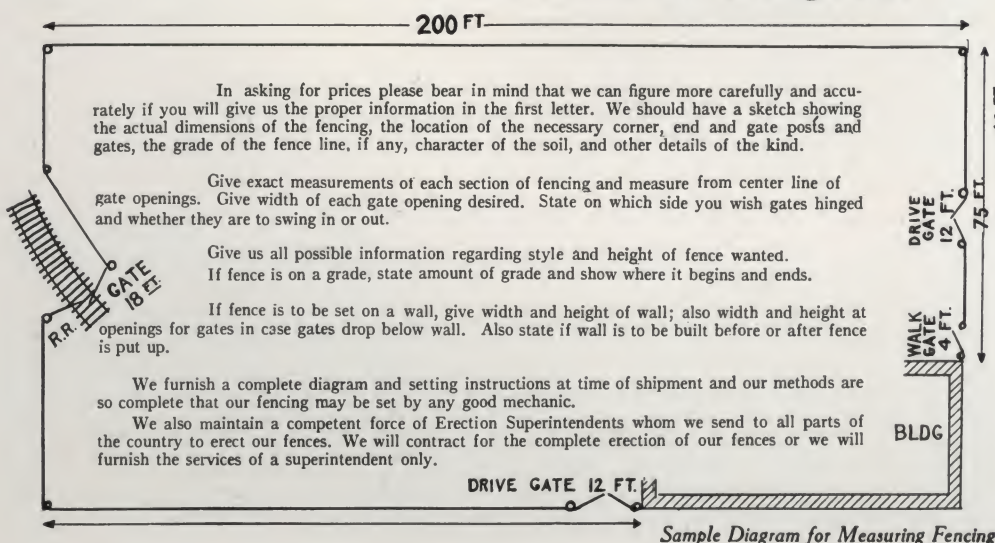 200 FT.
In asking for prices please bear in mind that we can figure more carefully and accu-
rately if you will give us the proper information in the first letter. We should have a sketch showing
the actual dimensions of the fencing, the location of the necessary corner, end and gate posts and
gates, the grade of the fence line, if any, character of the soil, and other details of the kind.
Give exact measurements of each section of fencing and measure from center line of
gate openings. Give width of each gate opening desired. State on which side you wish gates hinged
and whether they are to swing in or out.
Give us all possible information regarding style and height of fence wanted.
If fence is on a grade, state amount of grade and show where it begins and ends.
If fence is to be set on a wall, give width and height of wall; also width and height at
openings for gates in case gates drop below wall. Also state if wall is to be built before or after fence
is put up.
We furnish a complete diagram and setting instructions at time of shipment and our methods are
so complete that our fencing may be set by any good mechanic.
We also maintain a competent force of Erection Superintendents whom we send to all parts of
the country to erect our fences. We will contract for the complete erection of our fences or we will
furnish the services of a superintendent only.
GATE
18 FT.
R.R.
DRIVE
GATE
12 FT.
75 FT.
WALK
GATE
4 FT.
BLDG
DRIVE GATE 12 FT.
Sample Diagram for Measuring Fencing